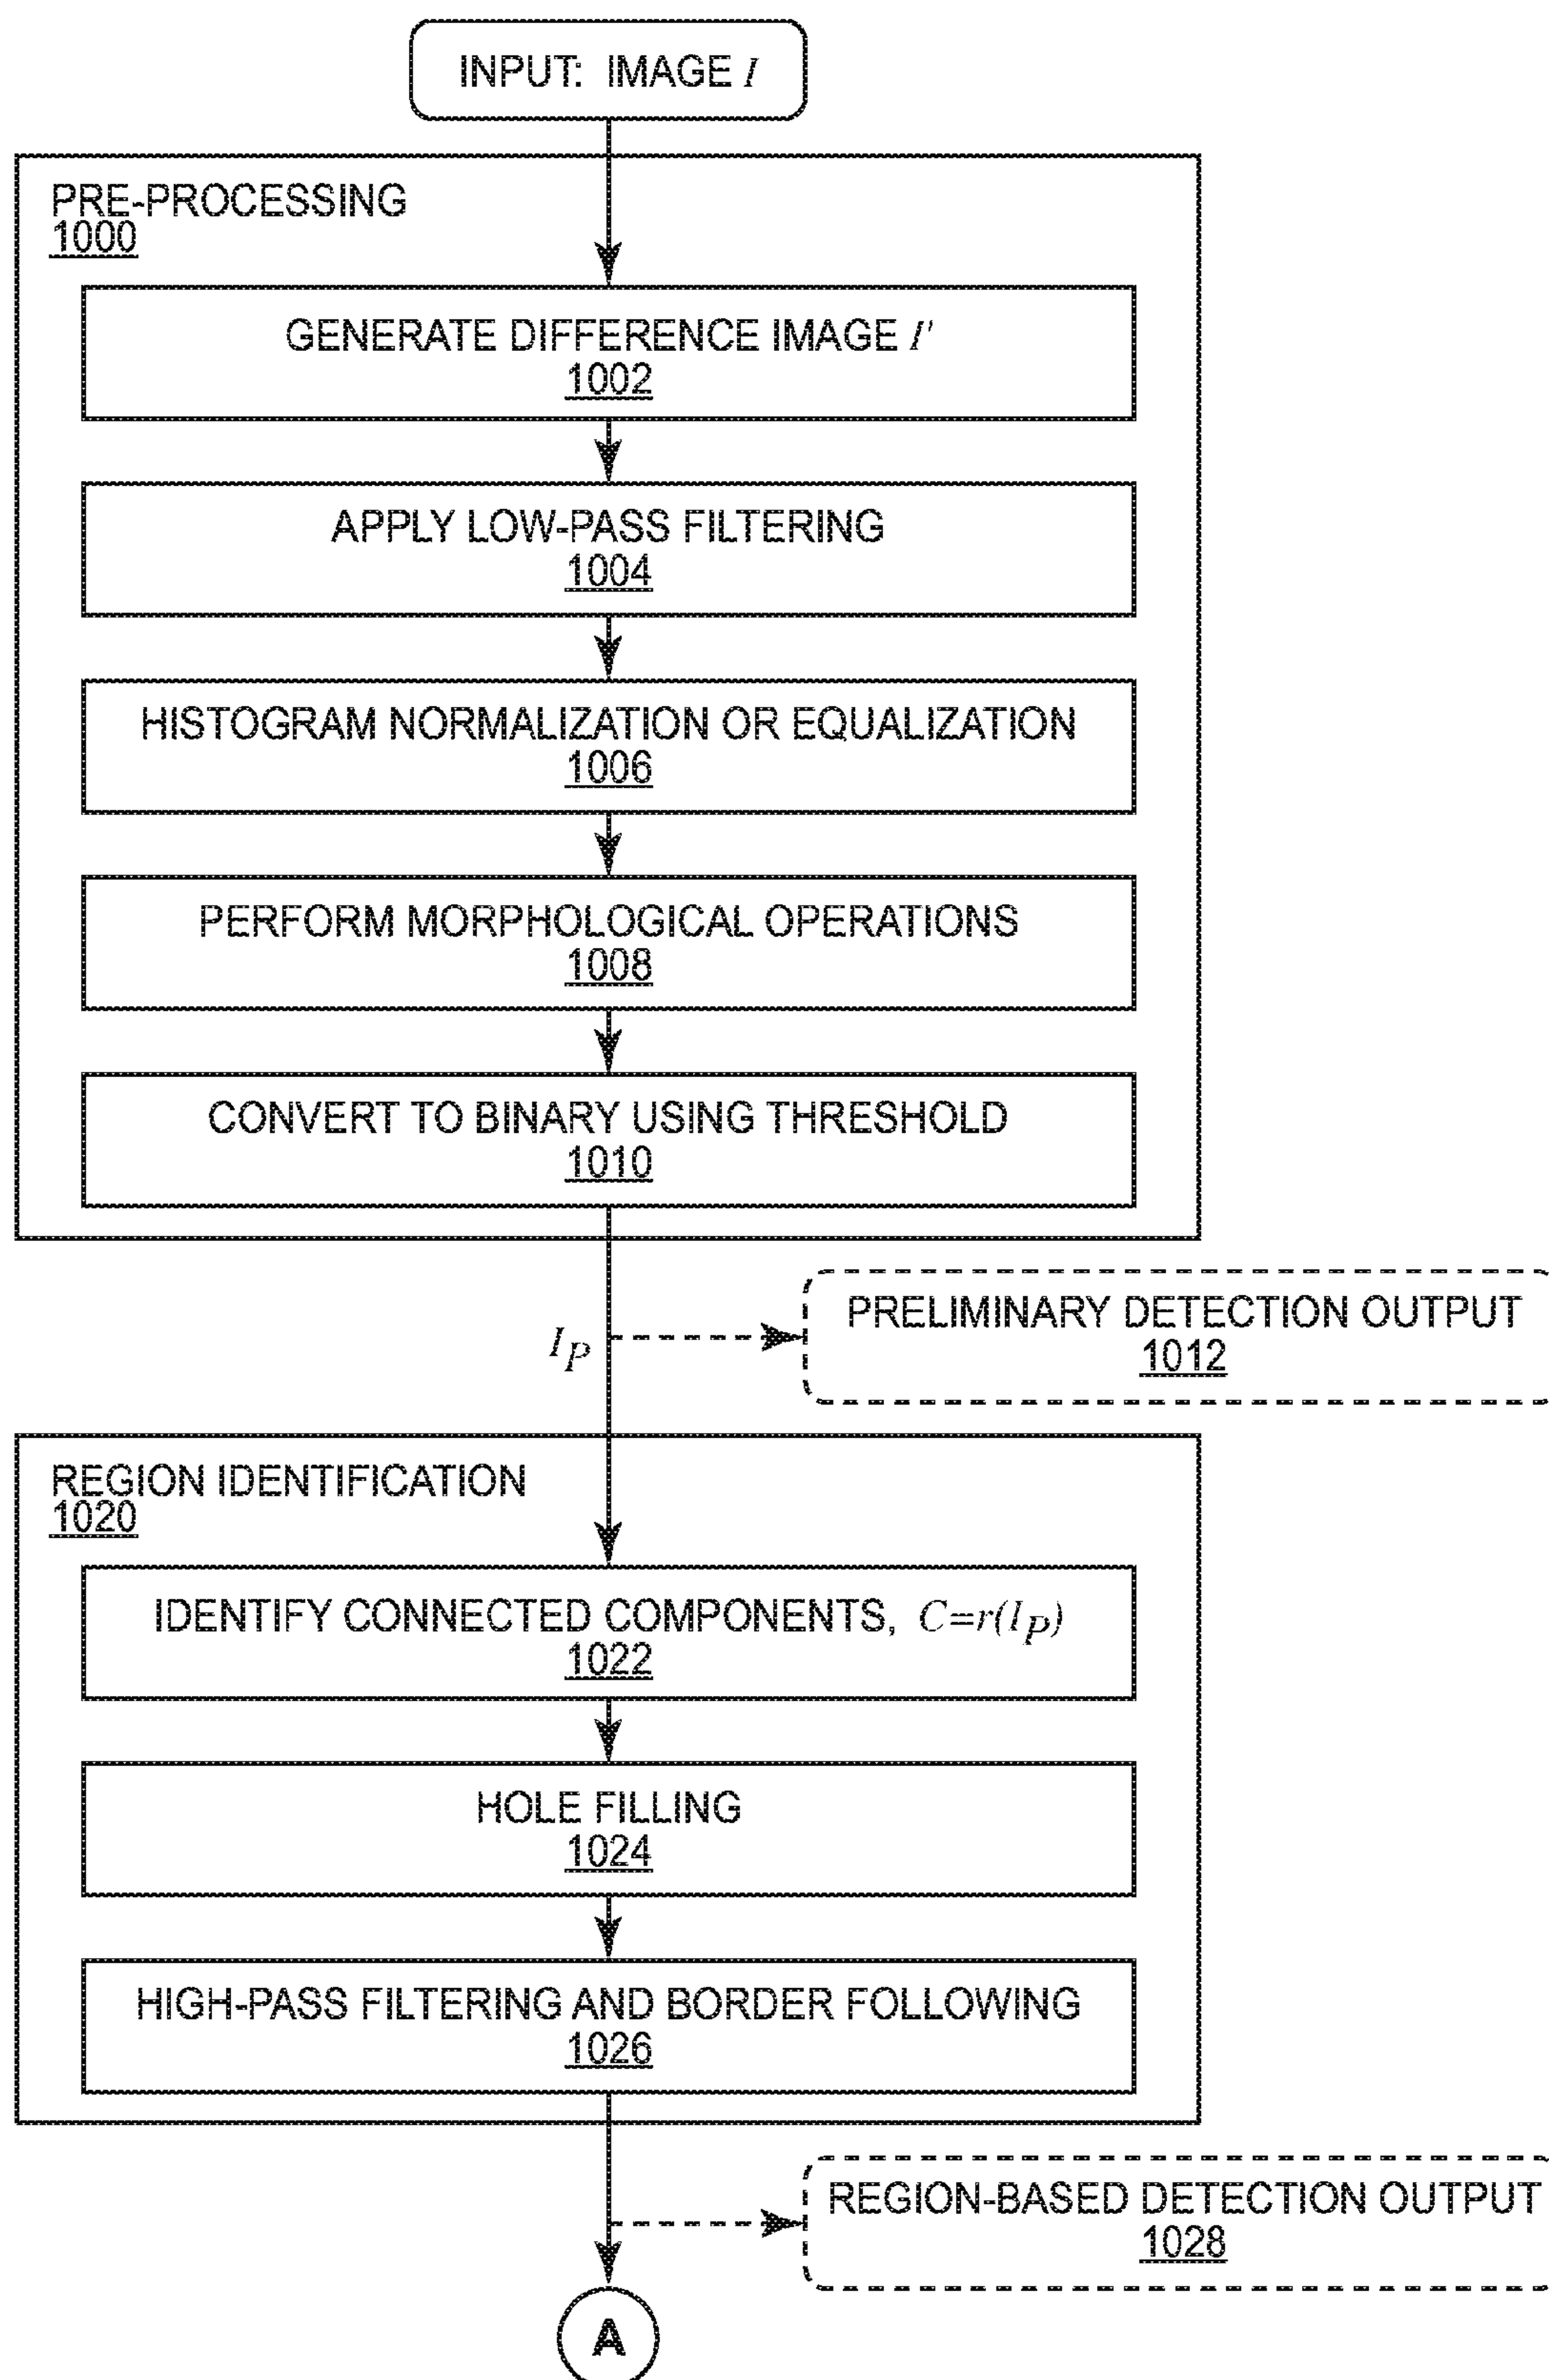 INPUT: IMAGE I
PRE-PROCESSING
1000
GENERATE DIFFERENCE IMAGE I'
1002
APPLY LOW-PASS FILTERING
1004
HISTOGRAM NORMALIZATION OR EQUALIZATION
1006
PERFORM MORPHOLOGICAL OPERATIONS
1008
CONVERT TO BINARY USING THRESHOLD
1010
PRELIMINARY DETECTION OUTPUT
1012
I_P
REGION IDENTIFICATION
1020
IDENTIFY CONNECTED COMPONENTS, C=r(I_P)
1022
HOLE FILLING
1024
HIGH-PASS FILTERING AND BORDER FOLLOWING
1026
REGION-BASED DETECTION OUTPUT
1028
A